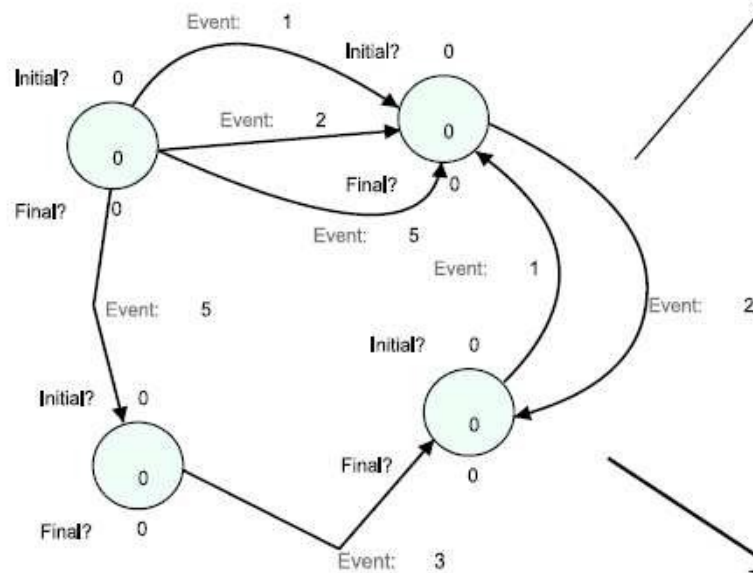 Event: 1
Initial? 0
Initial? 0
Event: 2
0
0
Final? 0
Final? 0
Event: 5
Event: 1
Event: 5
Event: 2
Initial? 0
Initial? 0
0
Final?
0
0
Final? 0
Event: 3